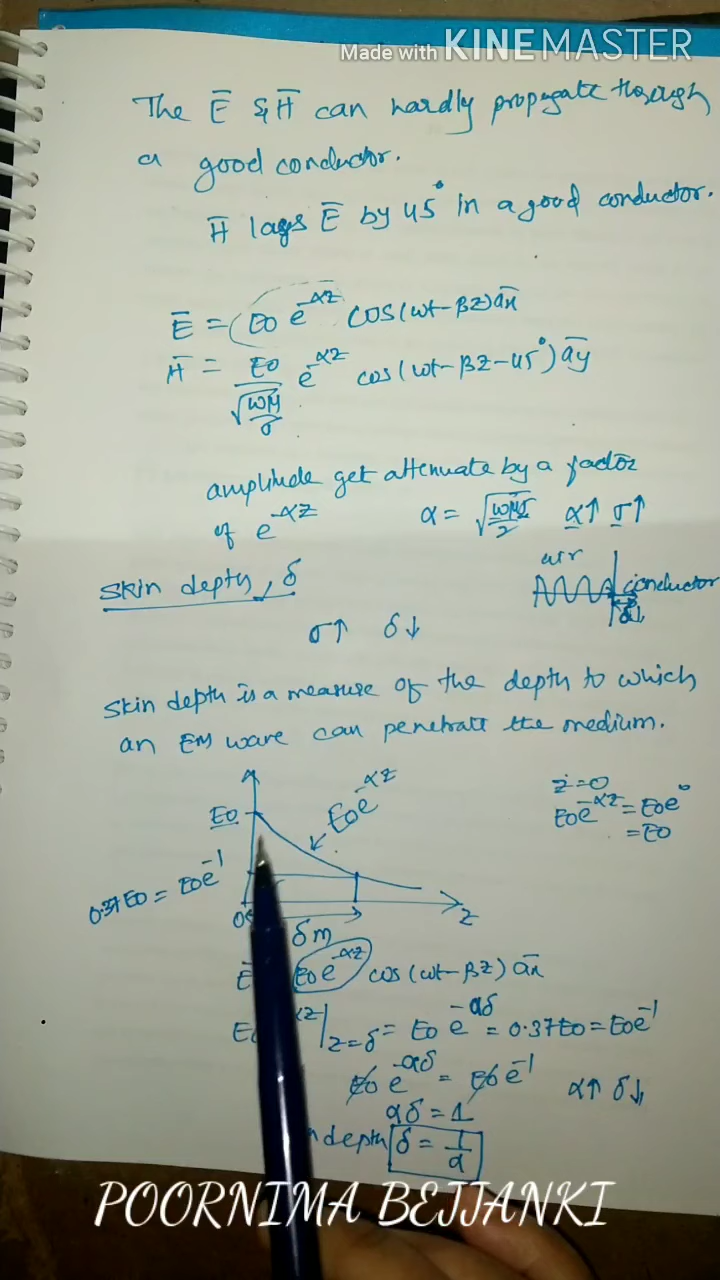 Made with KINEMASTER
The E̅ & H̅ can hardly propagate through
a good conductor.
H̅ lags E̅ by 45° in a good conductor.
E̅ = (E0 e^-αz cos(ωt-βz) a̅x
H̅ = E0/√(ωμ/σ) e^-αz cos(ωt-βz-45°) a̅y
amplitude get attenuate by a factor
of e^-αz α = √(ωμσ/2) α↑ σ↑
air
skin depth, δ conductor
σ↑ δ↓ δ
skin depth is a measure of the depth to which
an EM wave can penetrate the medium.
E0 E0e^-αz z=0
E0e^-αz = E0e^0
= E0
0.37E0 = E0e^-1
0 z
δm
E̅ E0e^-αz cos(ωt-βz) a̅x
E0 αz|z=δ = E0 e^-αδ = 0.37E0 = E0e^-1
E0 e^-αδ = E0 e^-1 α↑ δ↓
αδ = 1
depth δ = 1/α
POORNIMA BEJJANKI